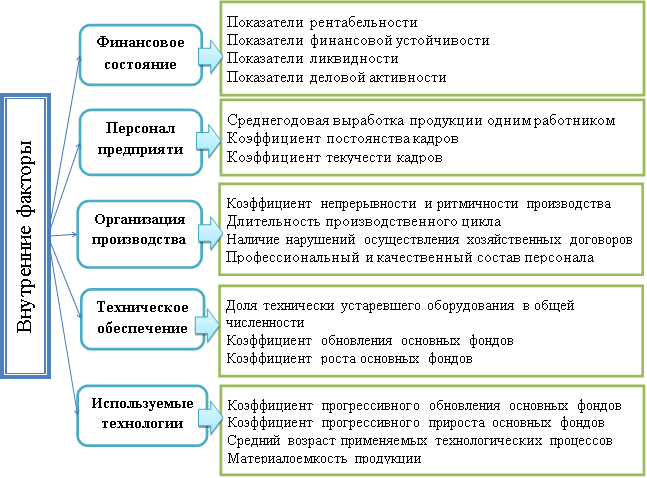 Внутренние факторы
Финансовое
состояние
Показатели рентабельности
Показатели финансовой устойчивости
Показатели ликвидности
Показатели деловой активности
Персонал
предприяти
Среднегодовая выработка продукции одним работником
Коэффициент постоянства кадров
Коэффициент текучести кадров
Организация
производства
Коэффициент непрерывности и ритмичности производства
Длительность производственного цикла
Наличие нарушений осуществления хозяйственных договоров
Профессиональный и качественный состав персонала
Техническое
обеспечение
Доля технически устаревшего оборудования в общей
численности
Коэффициент обновления основных фондов
Коэффициент роста основных фондов
Используемые
технологии
Коэффициент прогрессивного обновления основных фондов
Коэффициент прогрессивного прироста основных фондов
Средний возраст применяемых технологических процессов
Материалоемкость продукции